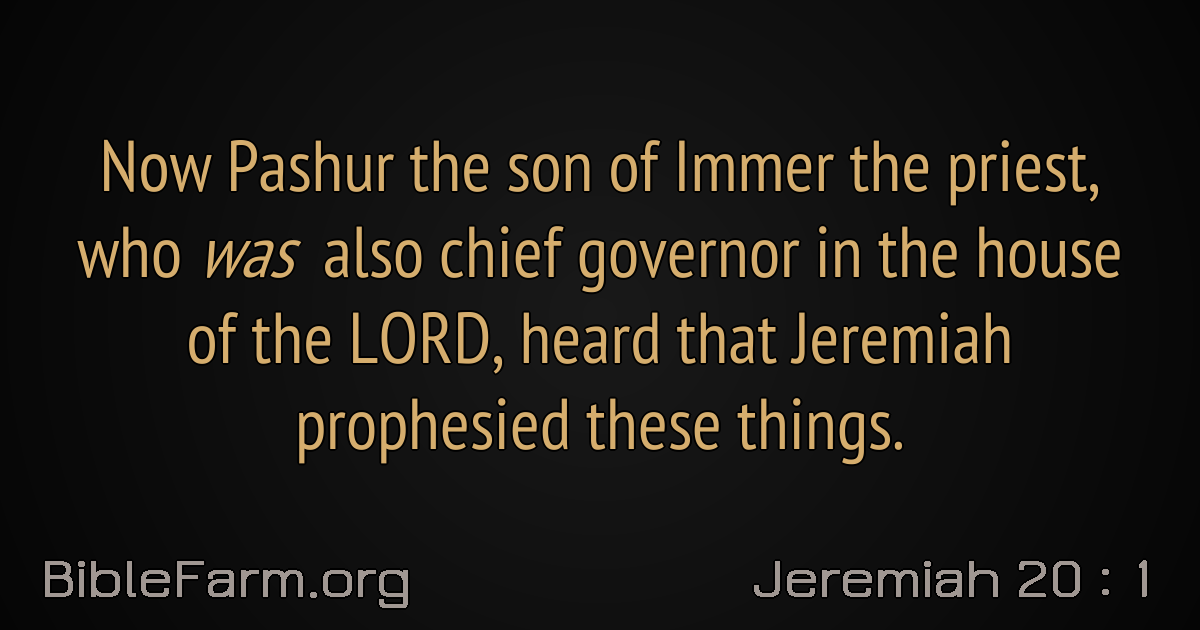 Now Pashur the son of Immer the priest,
who was also chief governor in the house
of the LORD, heard that Jeremiah
prophesied these things.
BibleFarm.org
Jeremiah 20 : 1